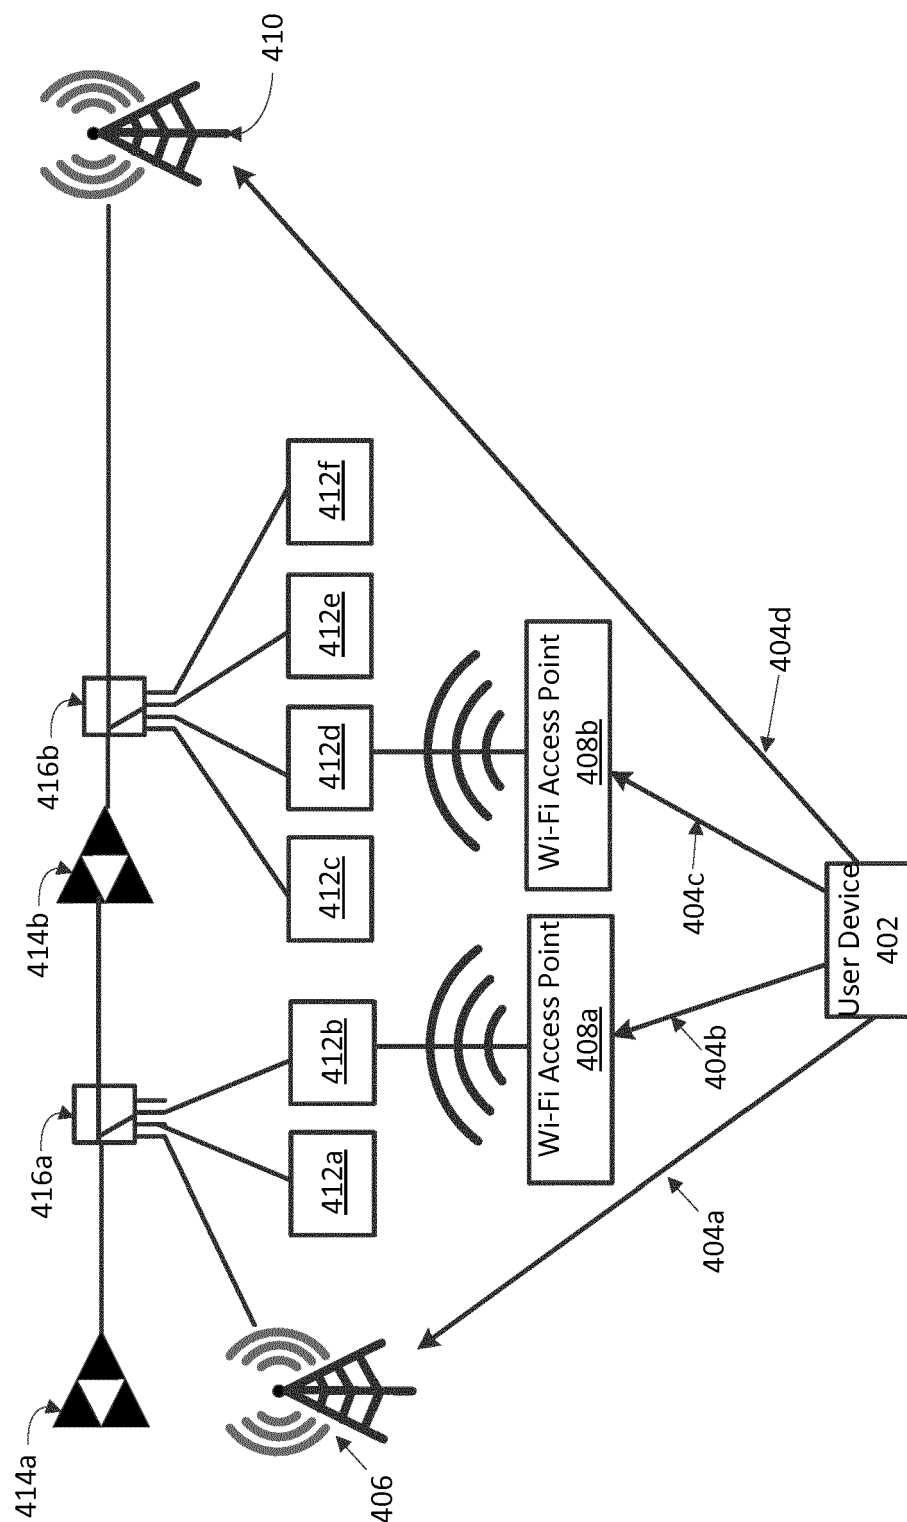 414a
416a
414b
416b
410
406
412a
412b
412c
412d
412e
412f
Wi-Fi Access Point
408a
Wi-Fi Access Point
408b
404a
404b
404c
404d
User Device
402